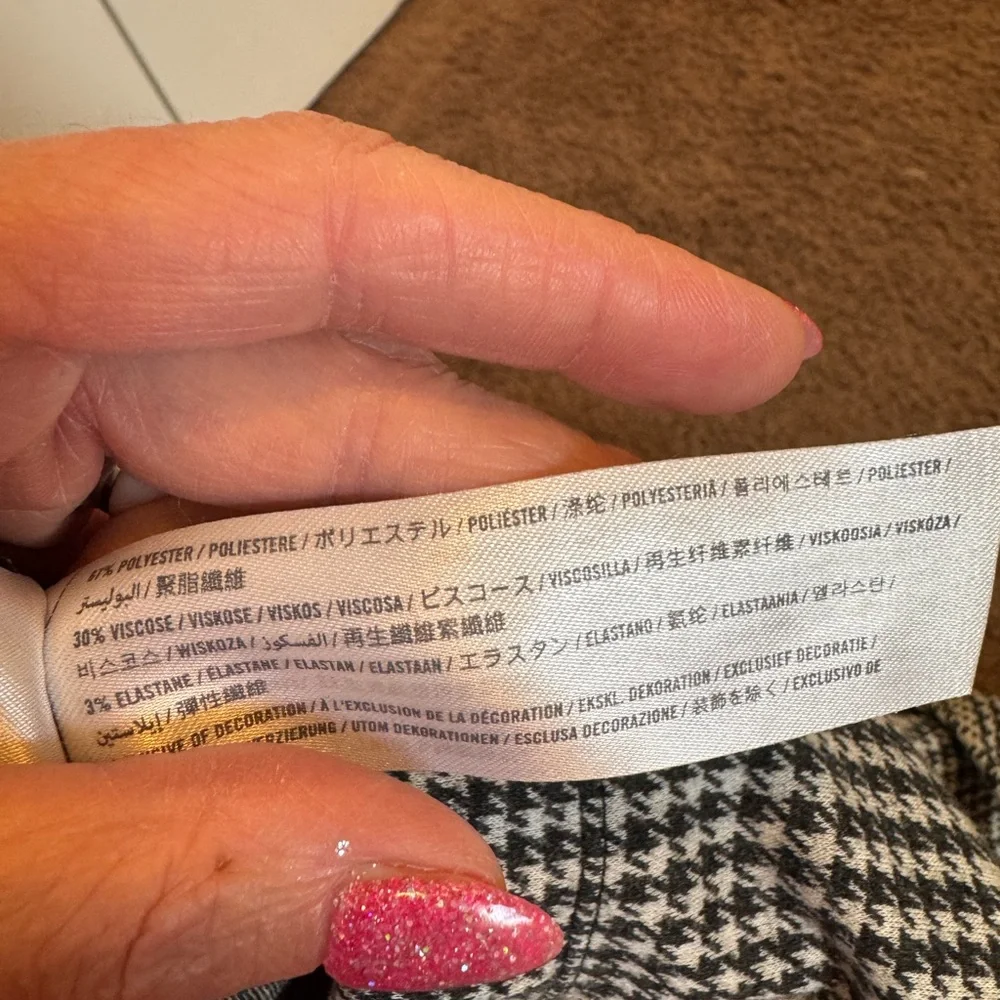 67% POLYESTER / POLIESTERE / ポリエステル / POLIÉSTER / 涤纶 / POLYESTERIÄ / 폴리에스테르 / POLIESTER /
البوليستر / 聚脂纖維
30% VISCOSE / VISKOSE / VISKOS / VISCOSA / ビスコース / VISCOSILLA / 再生纤维素纤维 / VISKOOSIA / VISKÓZA /
비스코스 / WISKOZA / الفسكوز / 再生纖維素纖維
3% ELASTANE / ÉLASTANE / ELASTAN / ELASTAAN / エラスタン / ELASTANO / 氨纶 / ELASTAANIA / 엘라스탄 /
إيلاستين / 彈性纖維
OF DECORATION / À L'EXCLUSION DE LA DÉCORATION / EKSKL. DEKORATION / EXCLUSIEF DECORATIE /
/ UTOM DEKORATIONEN / ESCLUSA DECORAZIONE / 装飾を除く / EXCLUSIVO DE